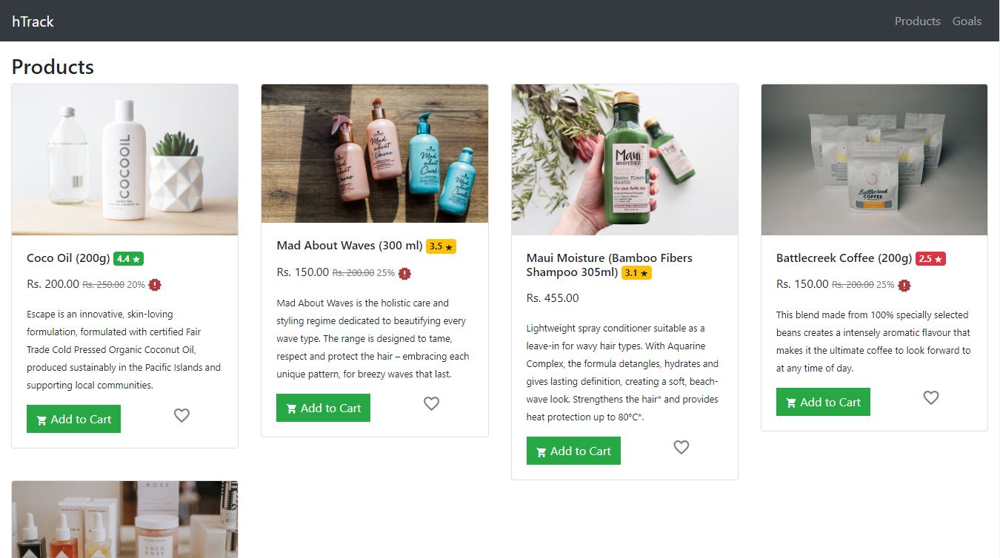 hTrack
Products
Goals
Products
COCOOIL
BODY OIL
Mad
about
Waves
Mad
about
Waves
Mad
about
Curls
Mad
about
Curls
Maui
MOISTURE
Bamboo Fibers
SHAMPOO
Battlecreek
COFFEE
Coco Oil (200g) 4.4 ★
Rs. 200.00 Rs. 250.00 20%
Escape is an innovative, skin-loving
formulation, formulated with certified Fair
Trade Cold Pressed Organic Coconut Oil,
produced sustainably in the Pacific Islands and
supporting local communities.
Add to Cart
Mad About Waves (300 ml) 3.5 ★
Rs. 150.00 Rs. 200.00 25%
Mad About Waves is the holistic care and
styling regime dedicated to beautifying every
wave type. The range is designed to tame,
respect and protect the hair – embracing each
unique pattern, for breezy waves that last.
Add to Cart
Maui Moisture (Bamboo Fibers
Shampoo 305ml) 3.1 ★
Rs. 455.00
Lightweight spray conditioner suitable as a
leave-in for wavy hair types. With Aquarine
Complex, the formula detangles, hydrates and
gives lasting definition, creating a soft, beach-
wave look. Strengthens the hair* and provides
heat protection up to 80°C*.
Add to Cart
Battlecreek Coffee (200g) 2.5 ★
Rs. 150.00 Rs. 200.00 25%
This blend made from 100% specially selected
beans creates a intensely aromatic flavour that
makes it the ultimate coffee to look forward to
at any time of day.
Add to Cart
ROSE
COCO
ROSE